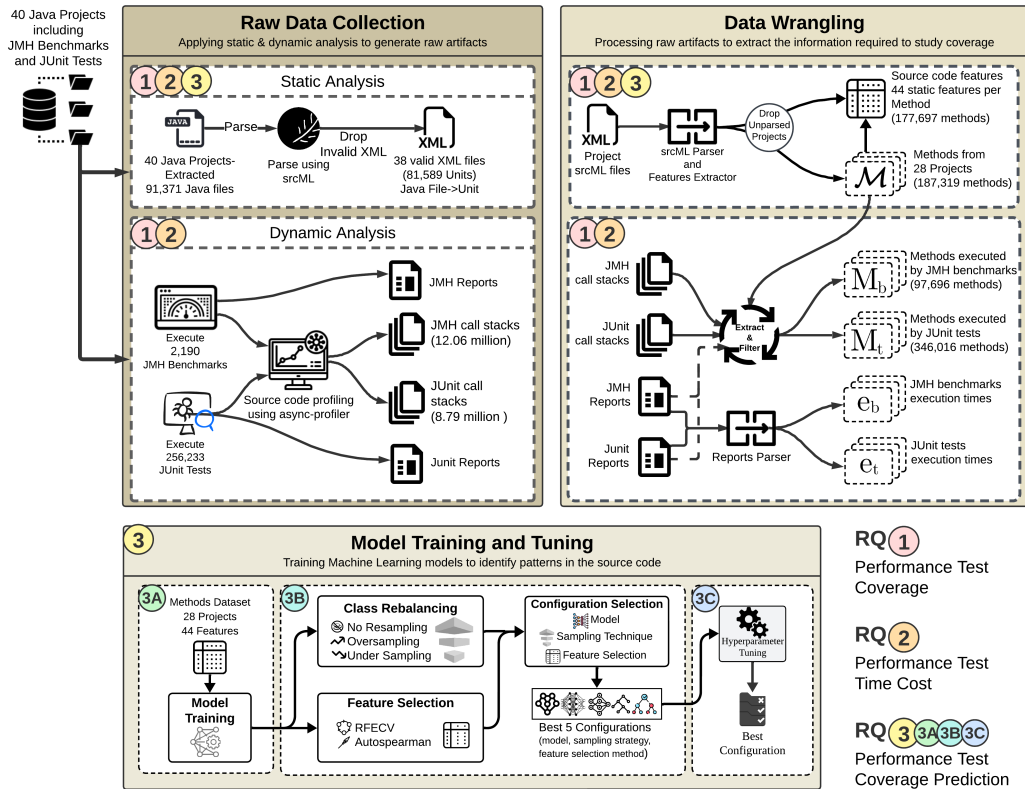 40 Java Projects
including
JMH Benchmarks
and JUnit Tests
Raw Data Collection
Applying static & dynamic analysis to generate raw artifacts
1 2 3
Static Analysis
JAVA
Parse
40 Java Projects-
Extracted
91,371 Java files
Parse using
srcML
Drop
Invalid XML
XML
38 valid XML files
(81,589 Units)
Java File->Unit
1 2
Dynamic Analysis
Execute
2,190
JMH Benchmarks
Execute
256,233
JUnit Tests
Source code profiling
using async-profiler
JMH Reports
JMH call stacks
(12.06 million)
JUnit call
stacks
(8.79 million )
Junit Reports
Data Wrangling
Processing raw artifacts to extract the information required to study coverage
1 2 3
XML
Project
srcML files
srcML Parser
and
Features Extractor
Drop
Unparsed
Projects
Source code features
44 static features per
Method
(177,697 methods)
M
Methods from
28 Projects
(187,319 methods)
1 2
JMH
call stacks
JUnit
call stacks
JMH
Reports
Junit
Reports
Extract
&
Filter
Reports Parser
M_b
Methods executed
by JMH benchmarks
(97,696 methods)
M_t
Methods executed
by JUnit tests
(346,016 methods)
e_b
JMH benchmarks
execution times
e_t
JUnit tests
execution times
3
Model Training and Tuning
Training Machine Learning models to identify patterns in the source code
3A
Methods Dataset
28 Projects
44 Features
Model
Training
3B
Class Rebalancing
No Resampling
Oversampling
Under Sampling
Feature Selection
RFECV
Autospearman
Configuration Selection
Model
Sampling Technique
Feature Selection
Best 5 Configurations
(model, sampling strategy,
feature selection method)
3C
Hyperparameter
Tuning
Best
Configuration
RQ 1
Performance Test
Coverage
RQ 2
Performance Test
Time Cost
RQ 3 3A 3B 3C
Performance Test
Coverage Prediction